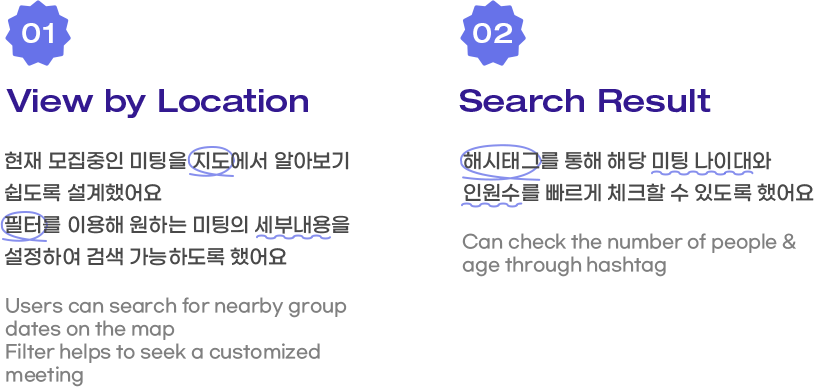 01
View by Location
현재 모집중인 미팅을 지도에서 알아보기
쉽도록 설계했어요
필터를 이용해 원하는 미팅의 세부내용을
설정하여 검색 가능하도록 했어요
Users can search for nearby group
dates on the map
Filter helps to seek a customized
meeting
02
Search Result
해시태그를 통해 해당 미팅 나이대와
인원수를 빠르게 체크할 수 있도록 했어요
Can check the number of people &
age through hashtag